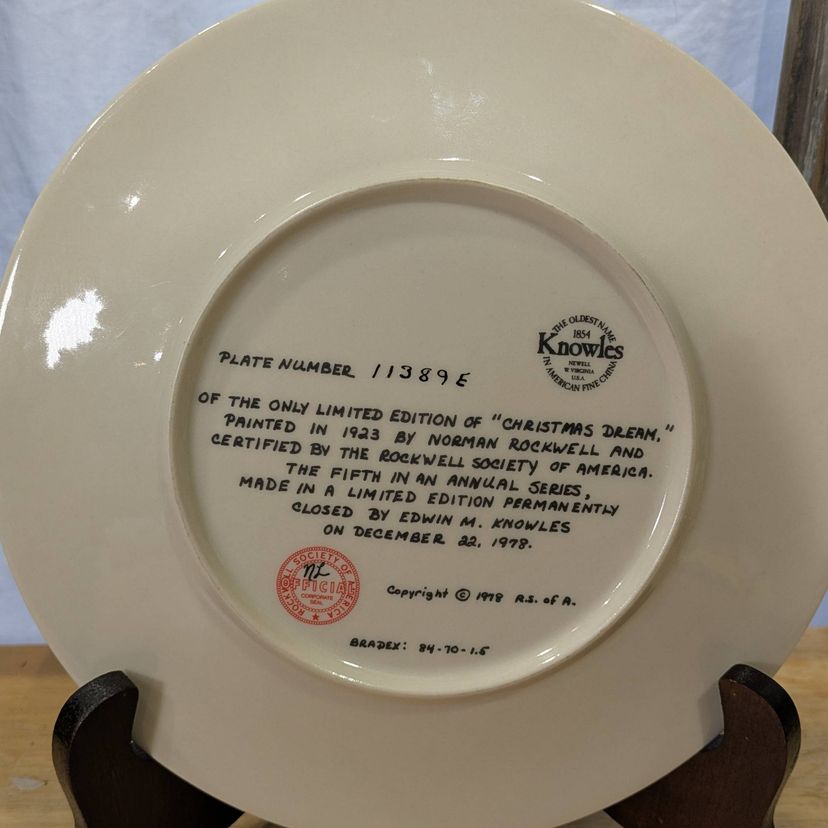 THE OLDEST NAME
1854
Knowles
NEWELL
W. VIRGINIA
U.S.A.
IN AMERICAN FINE CHINA
PLATE NUMBER 11389E
OF THE ONLY LIMITED EDITION OF "CHRISTMAS DREAM,"
PAINTED IN 1923 BY NORMAN ROCKWELL AND
CERTIFIED BY THE ROCKWELL SOCIETY OF AMERICA.
THE FIFTH IN AN ANNUAL SERIES,
MADE IN A LIMITED EDITION PERMANENTLY
CLOSED BY EDWIN M. KNOWLES
ON DECEMBER 22, 1978.
ROCKWELL SOCIETY OF AMERICA
NL
OFFICIAL
CORPORATE
SEAL
Copyright © 1978 R.S. of A.
BRADEX: 84-70-1.5